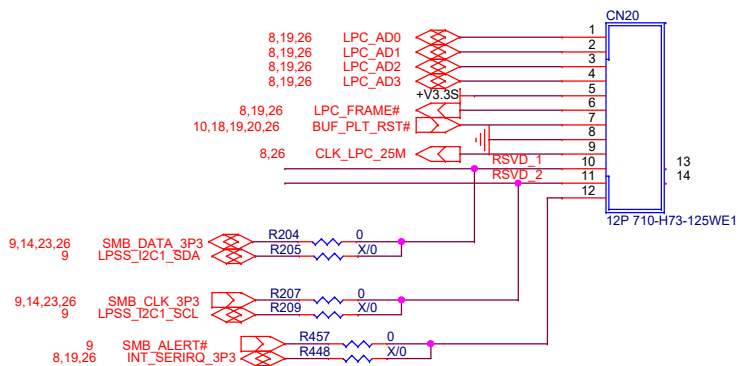 CN20
8,19,26 LPC_AD0 1
8,19,26 LPC_AD1 2
8,19,26 LPC_AD2 3
8,19,26 LPC_AD3 4
+V3.3S 5
8,19,26 LPC_FRAME# 6
10,18,19,20,26 BUF_PLT_RST# 7
8
8,26 CLK_LPC_25M 9
RSVD_1 10 13
RSVD_2 11 14
12
12P 710-H73-125WE1
9,14,23,26 SMB_DATA_3P3 R204 0
9 LPSS_I2C1_SDA R205 X/0
9,14,23,26 SMB_CLK_3P3 R207 0
9 LPSS_I2C1_SCL R209 X/0
9 SMB_ALERT# R457 0
8,19,26 INT_SERIRQ_3P3 R448 X/0